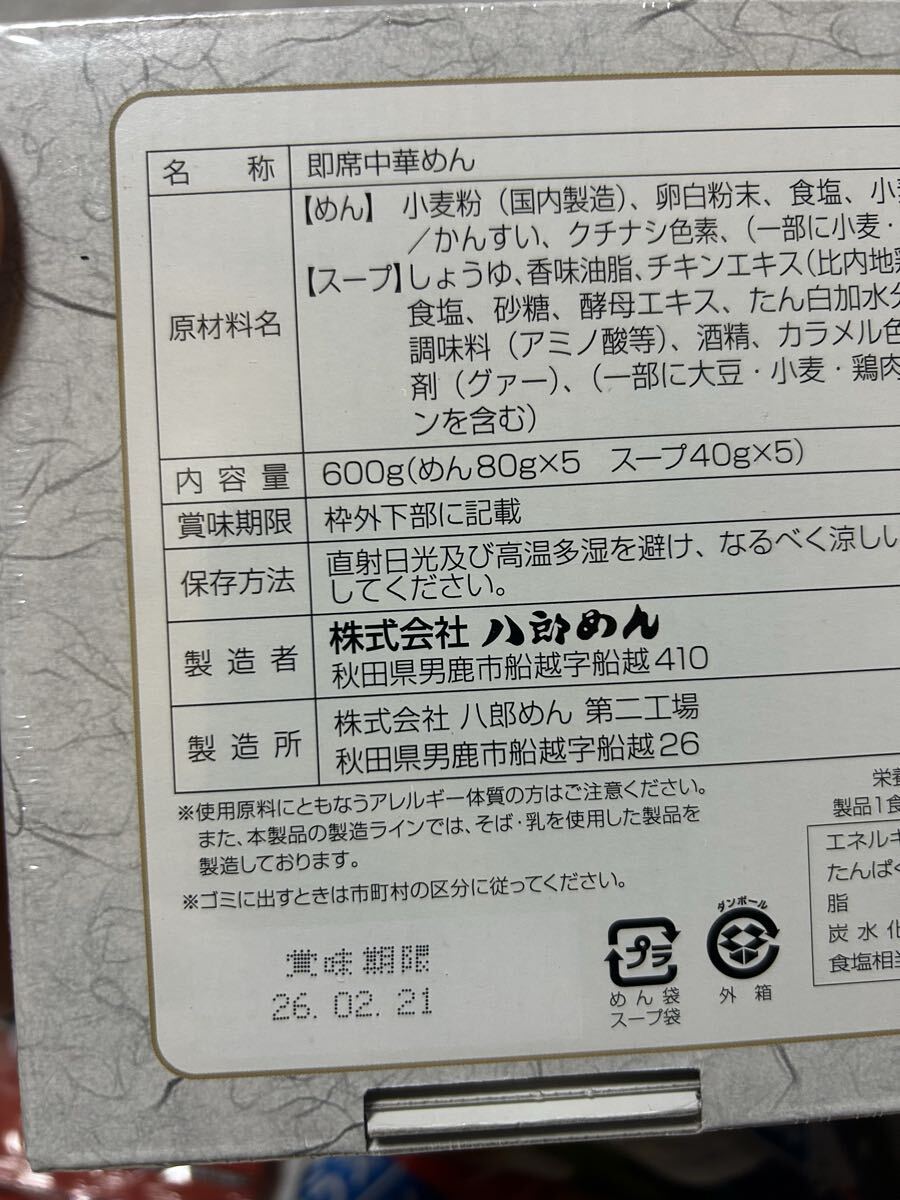 名称 即席中華めん
原材料名
【めん】 小麦粉（国内製造）、卵白粉末、食塩、小麦
／かんすい、クチナシ色素、（一部に小麦・
【スープ】しょうゆ、香味油脂、チキンエキス（比内地鶏
食塩、砂糖、酵母エキス、たん白加水分
調味料（アミノ酸等）、酒精、カラメル色
剤（グァー）、（一部に大豆・小麦・鶏肉
ンを含む）
内容量 600g（めん80g×5 スープ40g×5）
賞味期限 枠外下部に記載
保存方法 直射日光及び高温多湿を避け、なるべく涼しい
してください。
製造者 株式会社 八郎めん
秋田県男鹿市船越字船越410
製造所 株式会社 八郎めん 第二工場
秋田県男鹿市船越字船越26
※使用原料にともなうアレルギー体質の方はご注意ください。
また、本製品の製造ラインでは、そば・乳を使用した製品を
製造しております。
※ゴミに出すときは市町村の区分に従ってください。
賞味期限
26.02.21
プラ
めん袋
スープ袋
ダンボール
外箱
栄養
製品1食
エネルギ
たんぱく
脂
炭水化
食塩相当